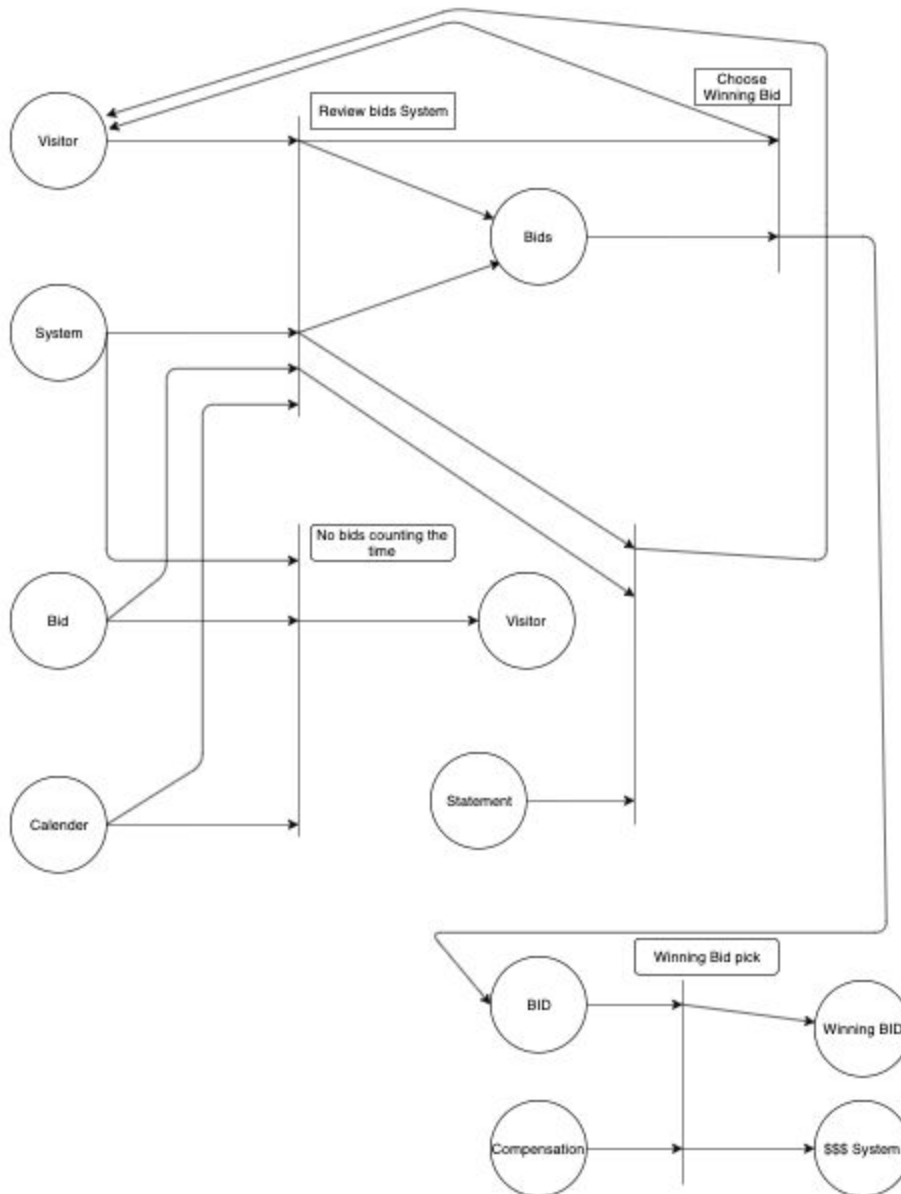 Choose
Winning Bid
Review bids System
Visitor
Bids
System
No bids counting the
time
Bid
Visitor
Statement
Calender
Winning Bid pick
BID
Winning BID
Compensation
$$$ System